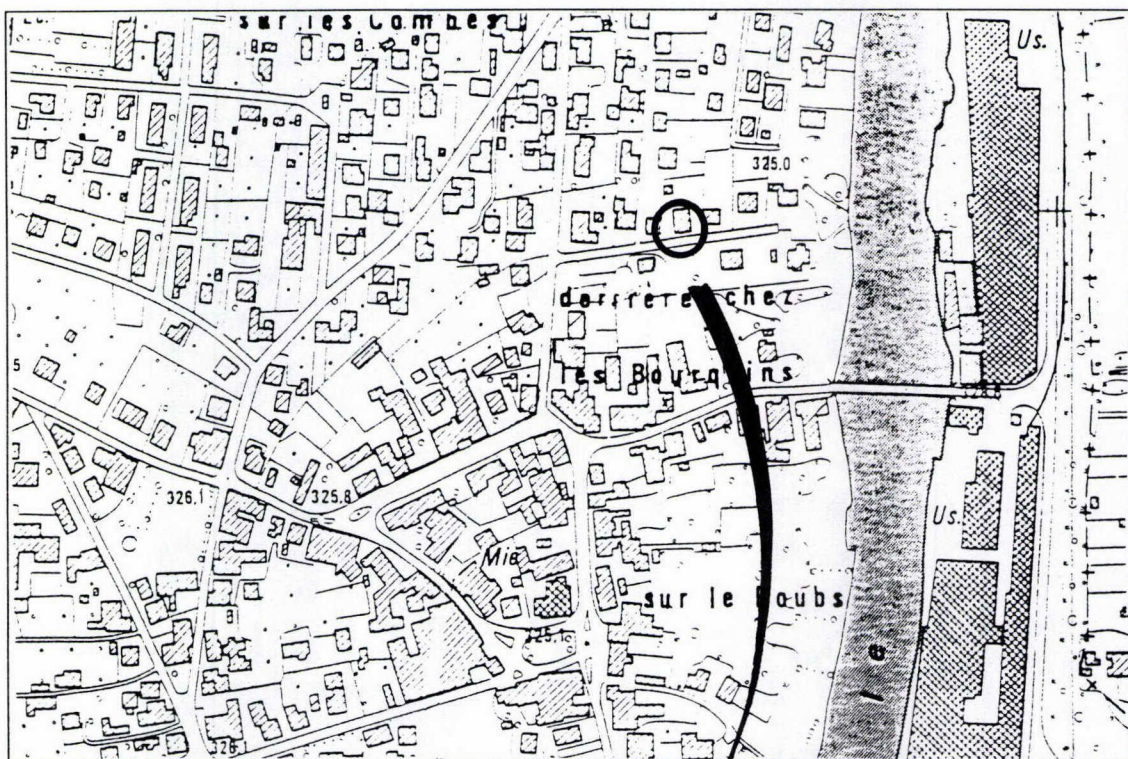 sur les Combes
Us.
325.0
derrière chez
les Bourquins
326.1
325.8
Us.
Mie
sur le Doubs
325.1
le
326